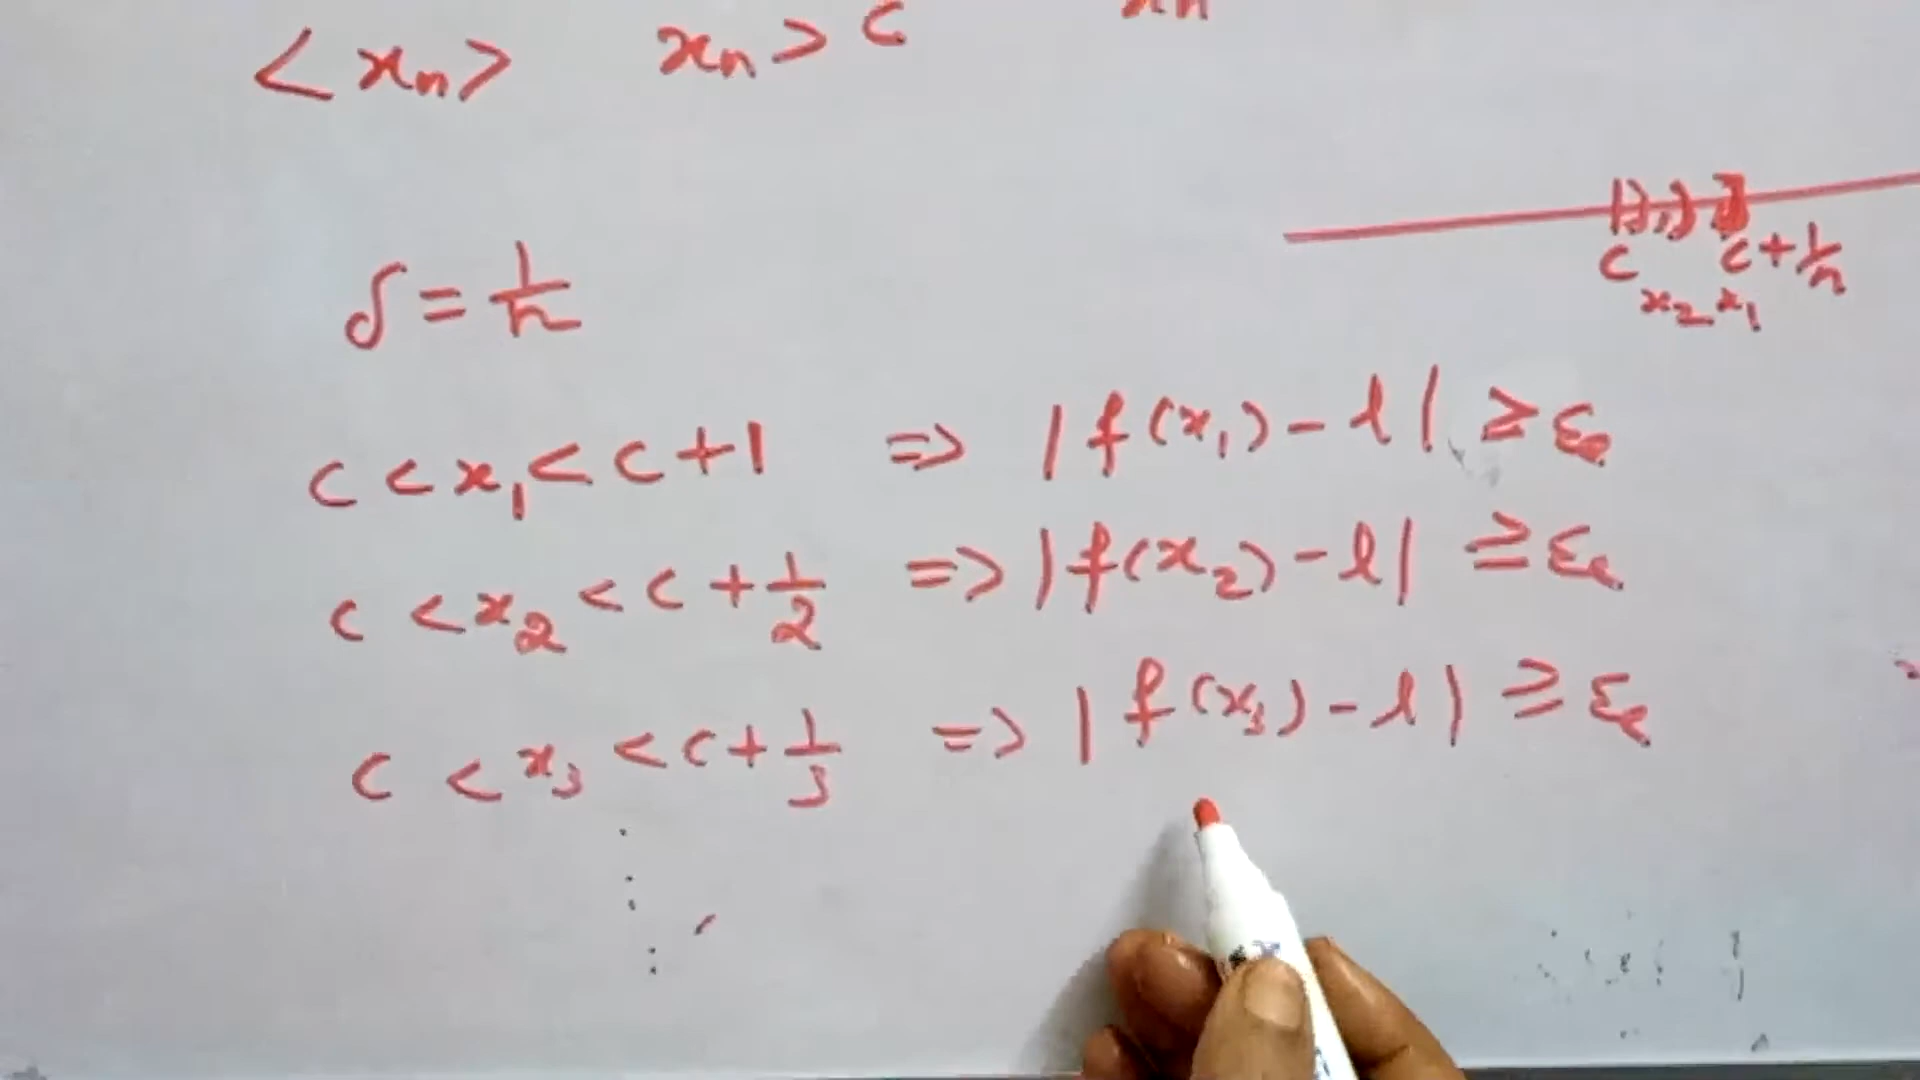 <xₙ> xₙ > c xₙ
c c + 1/n
x₂ x₁
δ = 1/n
c < x₁ < c + 1 => |f(x₁) - l| ≥ ε₀
c < x₂ < c + 1/2 => |f(x₂) - l| ≥ ε₀
c < x₃ < c + 1/3 => |f(x₃) - l| ≥ ε₀